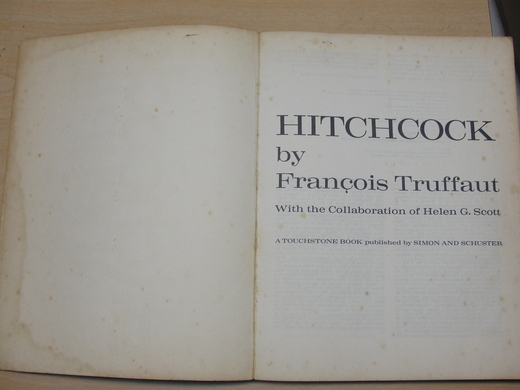 HITCHCOCK
by
François Truffaut
With the Collaboration of Helen G. Scott
A TOUCHSTONE BOOK published by SIMON AND SCHUSTER